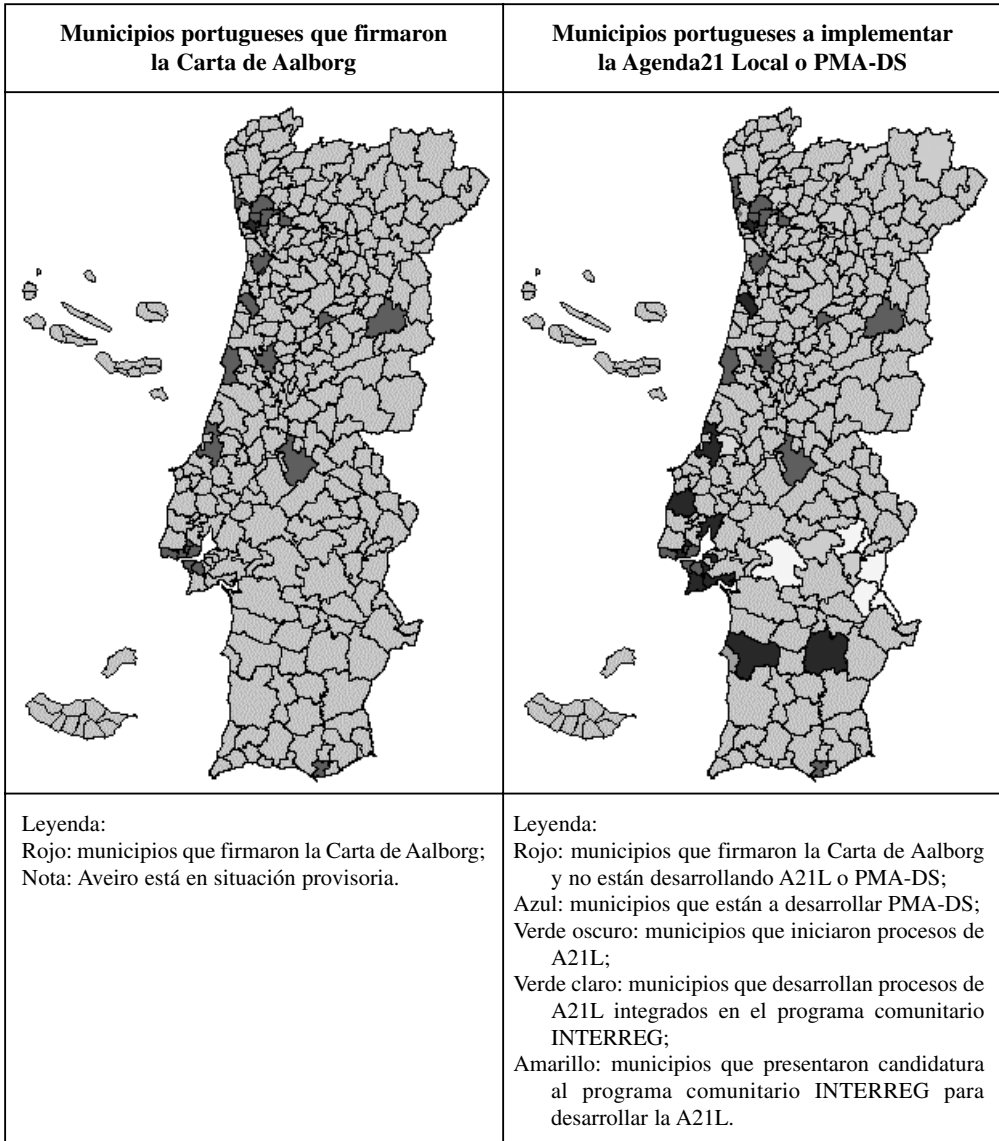 Municipios portugueses que firmaron
la Carta de Aalborg
Municipios portugueses a implementar
la Agenda21 Local o PMA-DS
Leyenda:
Rojo: municipios que firmaron la Carta de Aalborg;
Nota: Aveiro está en situación provisoria.
Leyenda:
Rojo: municipios que firmaron la Carta de Aalborg
y no están desarrollando A21L o PMA-DS;
Azul: municipios que están a desarrollar PMA-DS;
Verde oscuro: municipios que iniciaron procesos de
A21L;
Verde claro: municipios que desarrollan procesos de
A21L integrados en el programa comunitario
INTERREG;
Amarillo: municipios que presentaron candidatura
al programa comunitario INTERREG para
desarrollar la A21L.